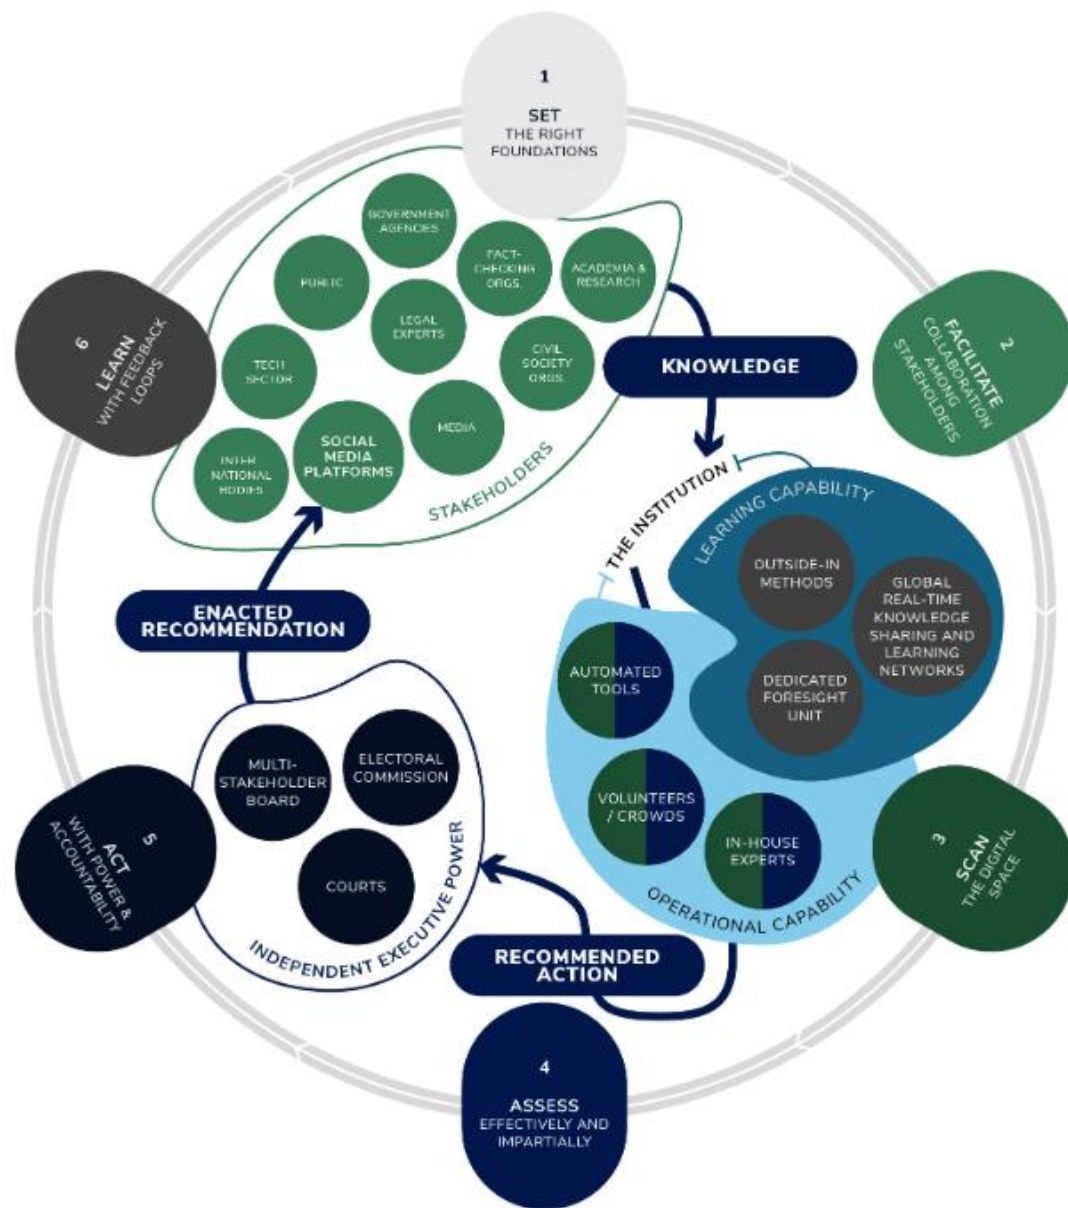 1
SET
THE RIGHT
FOUNDATIONS
GOVERNMENT
AGENCIES
FACT-
CHECKING
ORGS.
ACADEMIA &
RESEARCH
PUBLIC
LEGAL
EXPERTS
TECH
SECTOR
CIVIL
SOCIETY
ORGS.
MEDIA
SOCIAL
MEDIA
PLATFORMS
INTER
NATIONAL
BODIES
STAKEHOLDERS
KNOWLEDGE
2
FACILITATE
COLLABORATION
AMONG
STAKEHOLDERS
THE INSTITUTION
LEARNING CAPABILITY
OUTSIDE-IN
METHODS
GLOBAL
REAL-TIME
KNOWLEDGE
SHARING AND
LEARNING
NETWORKS
DEDICATED
FORESIGHT
UNIT
AUTOMATED
TOOLS
VOLUNTEERS
/ CROWDS
IN-HOUSE
EXPERTS
OPERATIONAL CAPABILITY
3
SCAN
THE DIGITAL
SPACE
RECOMMENDED
ACTION
4
ASSESS
EFFECTIVELY AND
IMPARTIALLY
MULTI-
STAKEHOLDER
BOARD
ELECTORAL
COMMISSION
COURTS
INDEPENDENT EXECUTIVE POWER
5
ACT
WITH POWER &
ACCOUNTABILITY
ENACTED
RECOMMENDATION
6
LEARN
WITH FEEDBACK
LOOPS